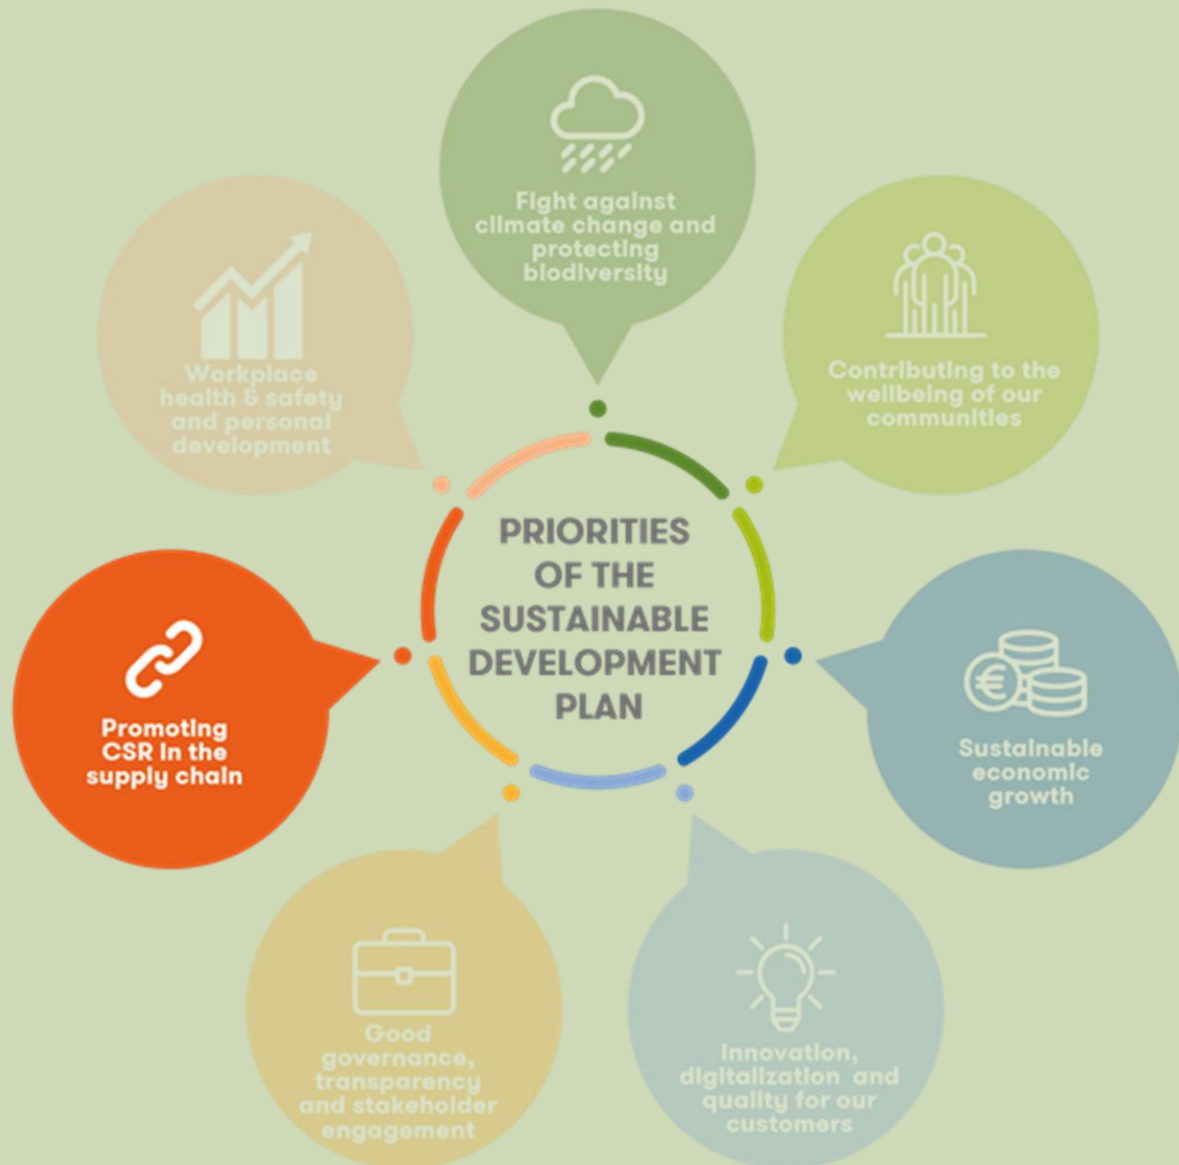 Fight against
climate change and
protecting
biodiversity
Contributing to the
wellbeing of our
communities
Sustainable
economic
growth
Innovation,
digitalization and
quality for our
customers
Good
governance,
transparency
and stakeholder
engagement
Promoting
CSR in the
supply chain
Workplace
health & safety
and personal
development
PRIORITIES
OF THE
SUSTAINABLE
DEVELOPMENT
PLAN
€